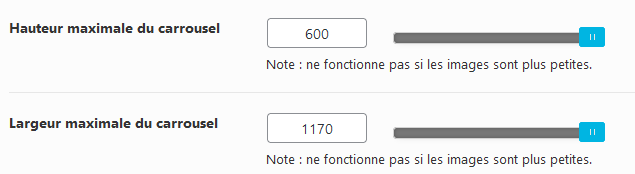 Hauteur maximale du carrousel 600
Note : ne fonctionne pas si les images sont plus petites.
Largeur maximale du carrousel 1170
Note : ne fonctionne pas si les images sont plus petites.